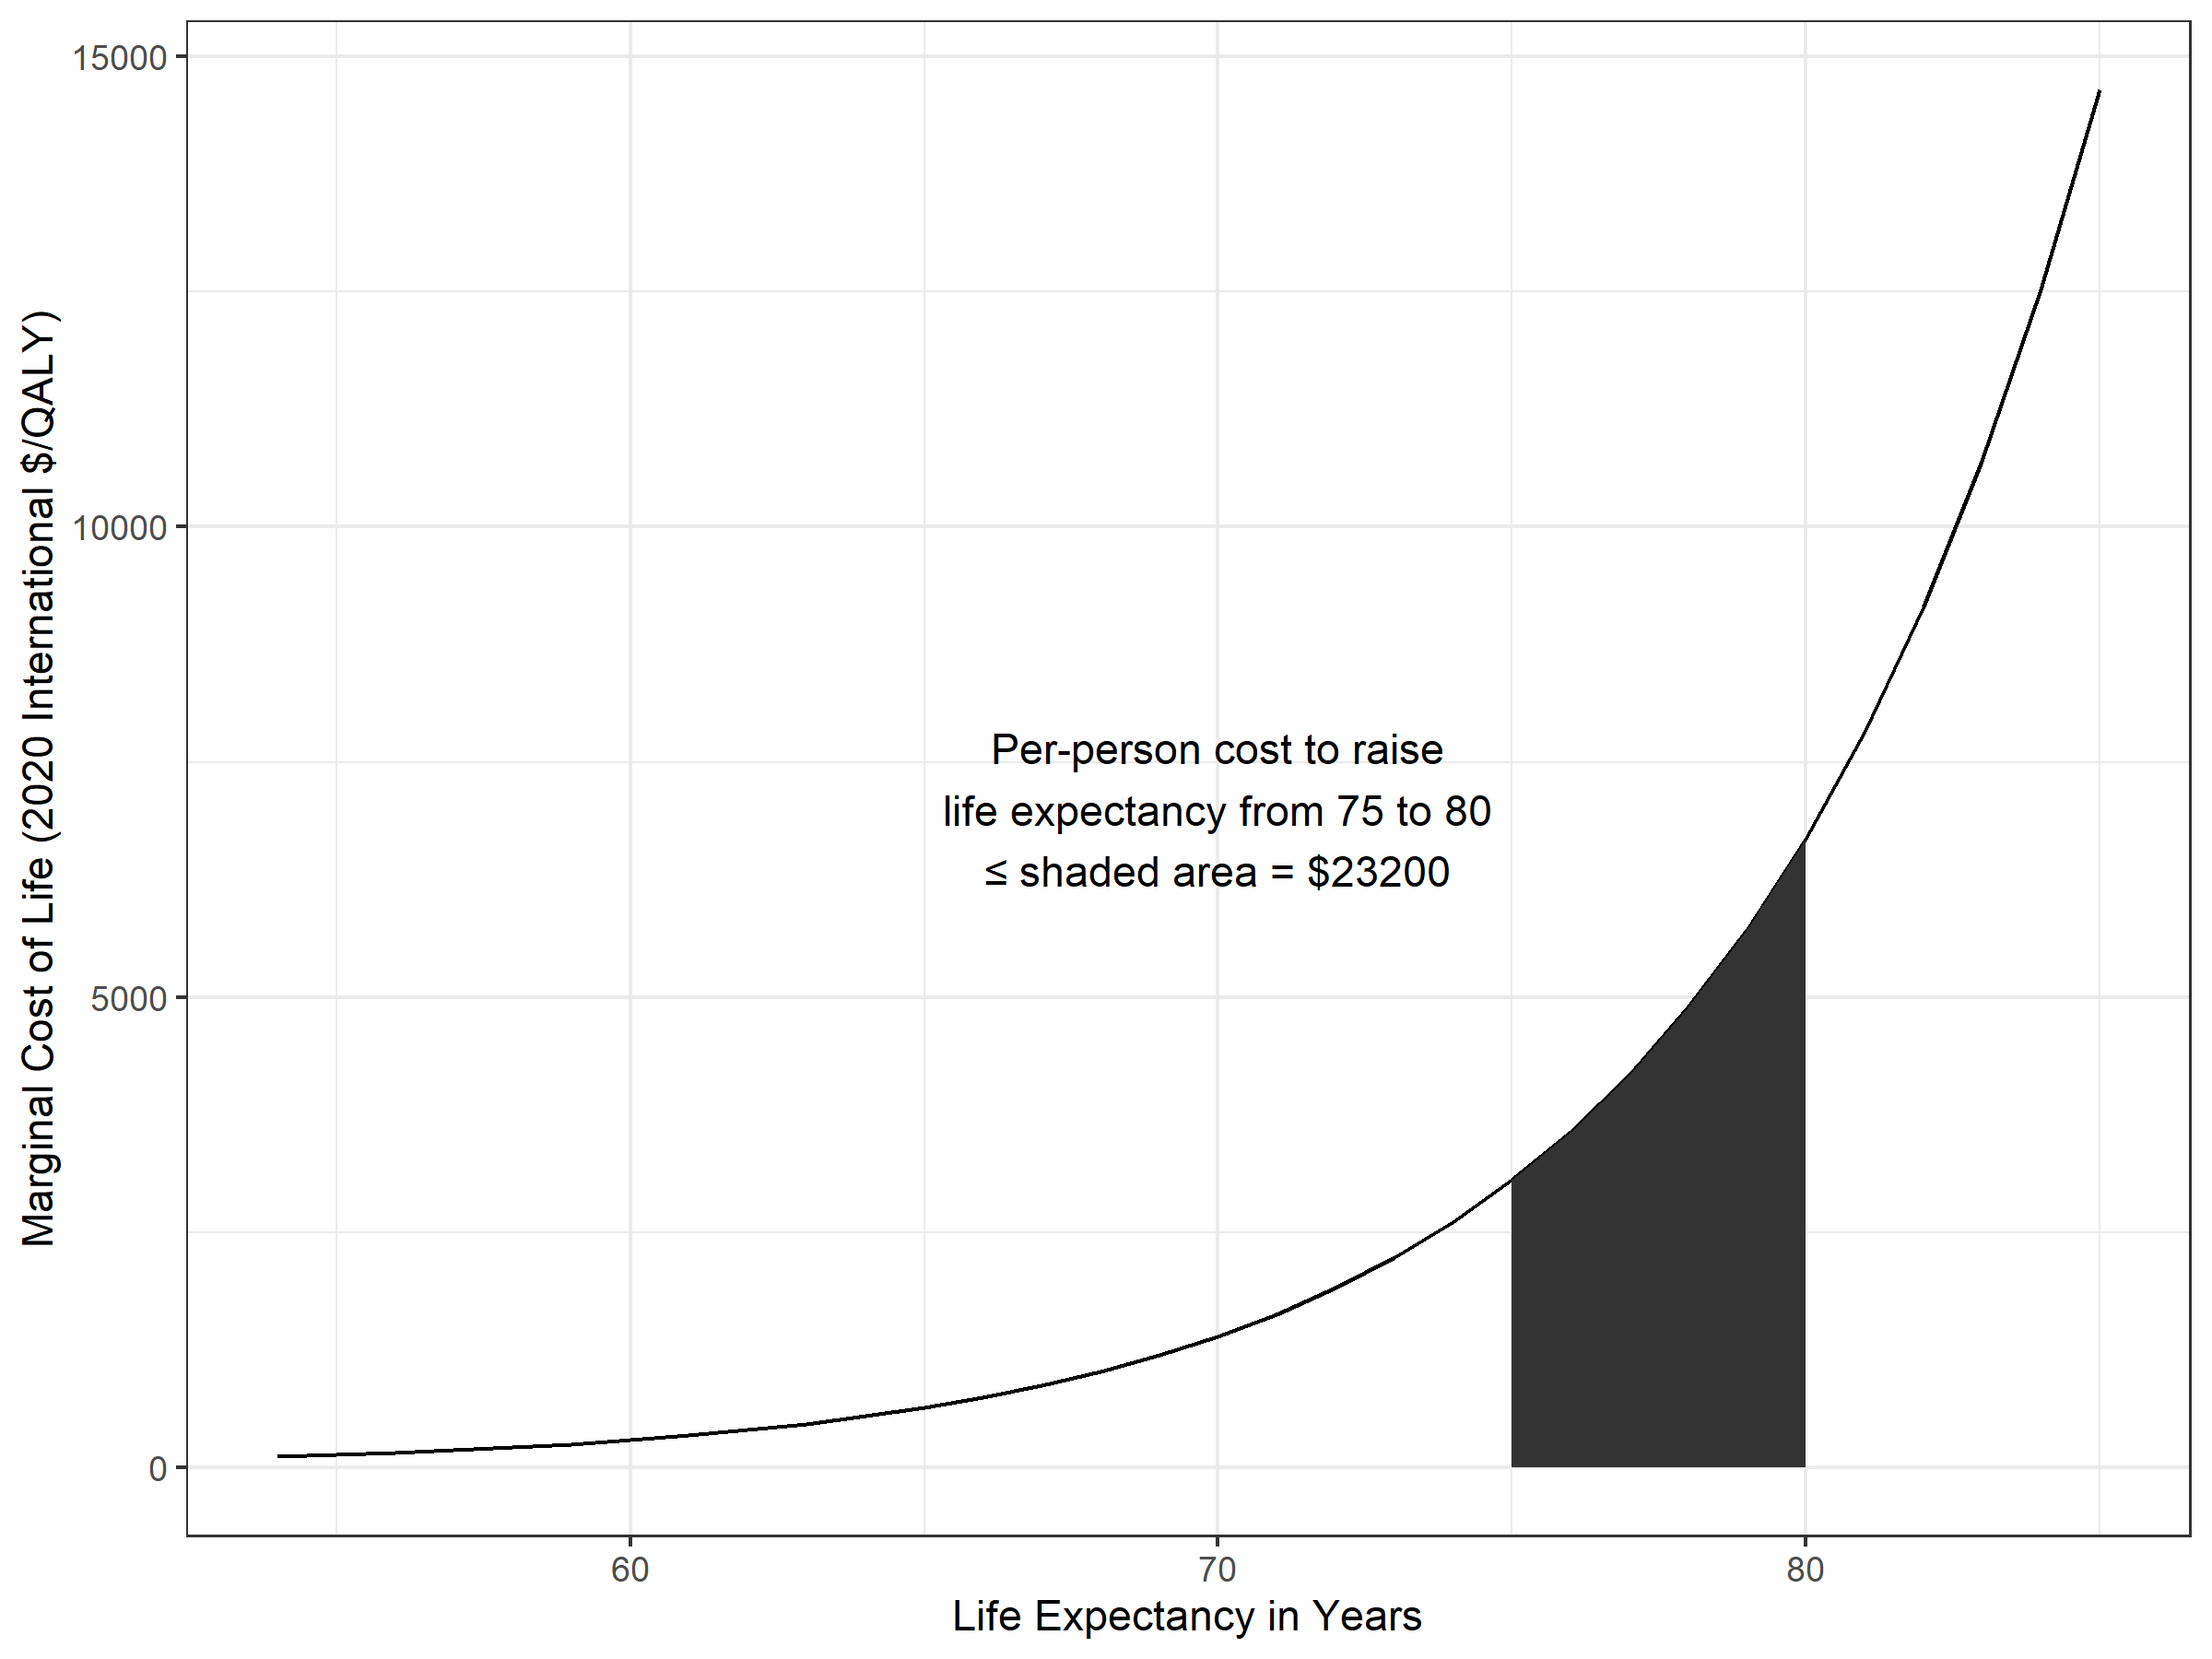 15000
10000
5000
0
Marginal Cost of Life (2020 International $/QALY)
Per-person cost to raise
life expectancy from 75 to 80
≤ shaded area = $23200
60
70
80
Life Expectancy in Years